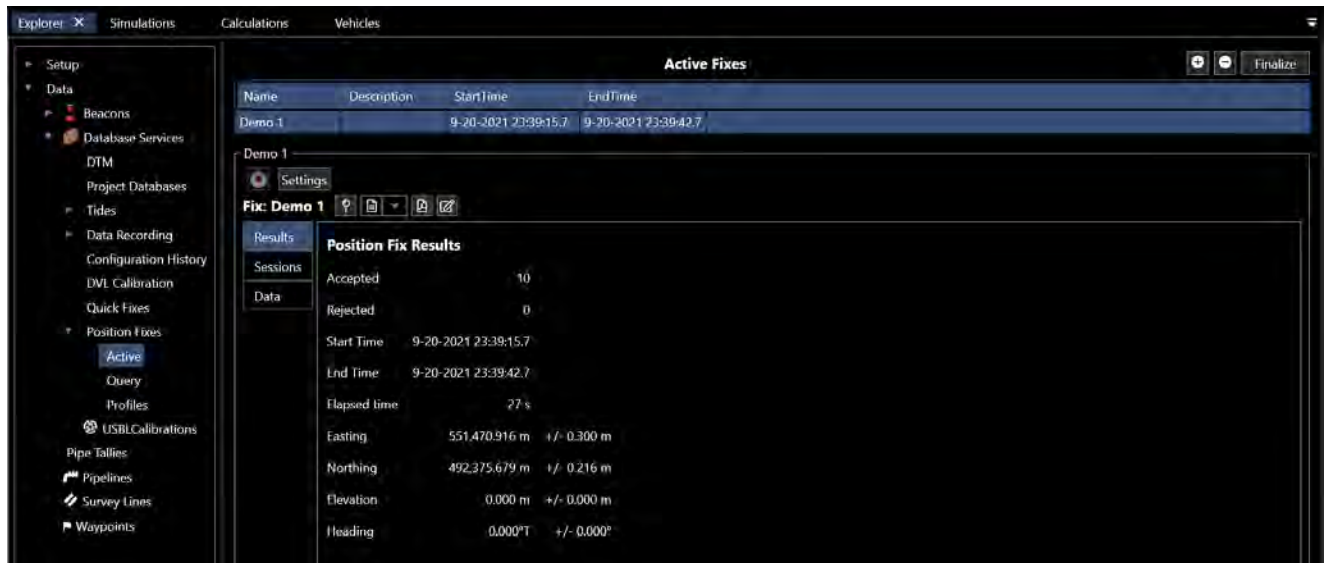 Explorer Simulations Calculations Vehicles
Setup
Data
Beacons
Database Services
DTM
Project Databases
Tides
Data Recording
Configuration History
DVL Calibration
Quick Fixes
Position Fixes
Active
Query
Profiles
USBLCalibrations
Pipe Tallies
Pipelines
Survey Lines
Waypoints
Active Fixes
Finalize
Name Description StartTime EndTime
Demo 1 9-20-2021 23:39:15.7 9-20-2021 23:39:42.7
Demo 1
Settings
Fix: Demo 1
Results
Sessions
Data
Position Fix Results
Accepted 10
Rejected 0
Start Time 9-20-2021 23:39:15.7
End Time 9-20-2021 23:39:42.7
Elapsed time 27 s
Easting 551,470.916 m +/- 0.300 m
Northing 492,375.679 m +/- 0.216 m
Elevation 0.000 m +/- 0.000 m
Heading 0.000°T +/- 0.000°